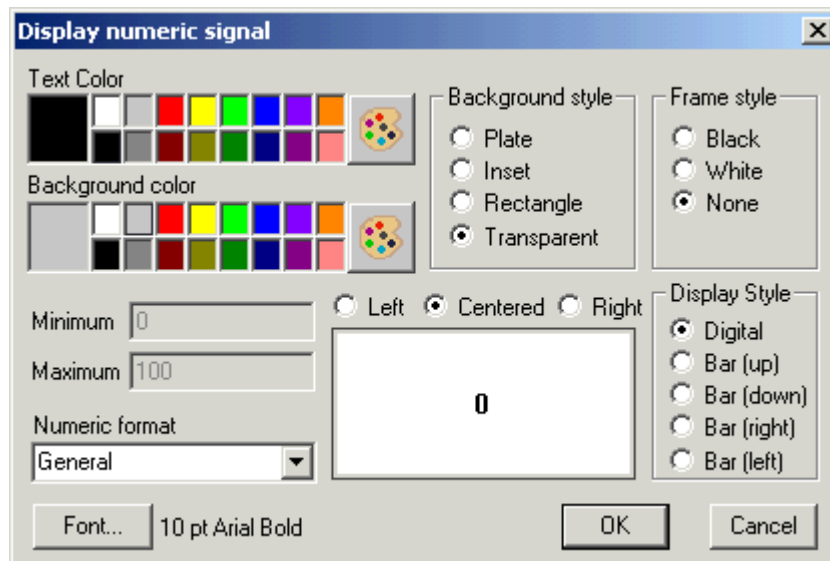 Display numeric signal
Text Color
Background color
Background style
Plate
Inset
Rectangle
Transparent
Frame style
Black
White
None
Minimum 0
Maximum 100
Numeric format
General
Left Centered Right
0
Display Style
Digital
Bar (up)
Bar (down)
Bar (right)
Bar (left)
Font... 10 pt Arial Bold
OK
Cancel